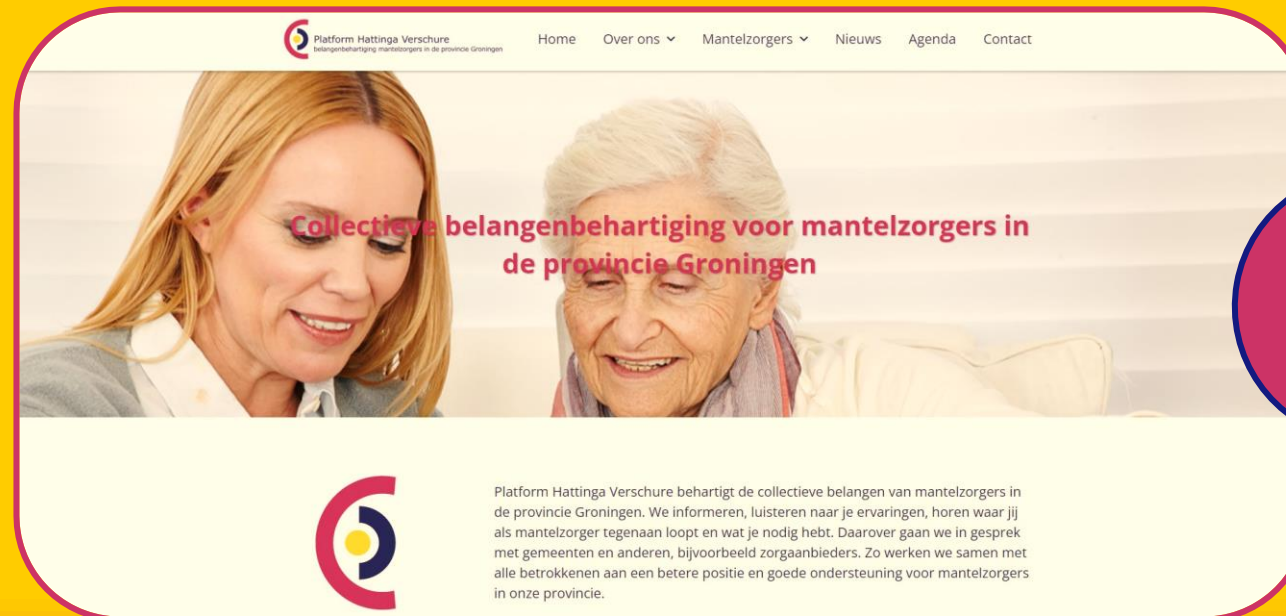 Platform Hattinga Verschure
belangenbehartiging mantelzorgers in de provincie Groningen
Home Over ons Mantelzorgers Nieuws Agenda Contact
Collectieve belangenbehartiging voor mantelzorgers in
de provincie Groningen
Platform Hattinga Verschure behartigt de collectieve belangen van mantelzorgers in
de provincie Groningen. We informeren, luisteren naar je ervaringen, horen waar jij
als mantelzorger tegenaan loopt en wat je nodig hebt. Daarover gaan we in gesprek
met gemeenten en anderen, bijvoorbeeld zorgaanbieders. Zo werken we samen met
alle betrokkenen aan een betere positie en goede ondersteuning voor mantelzorgers
in onze provincie.